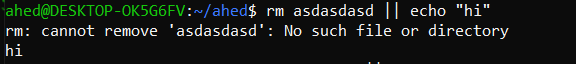 ahed@DESKTOP-OK5G6FV:~/ahed$ rm asdasdasd || echo "hi"
rm: cannot remove 'asdasdasd': No such file or directory
hi